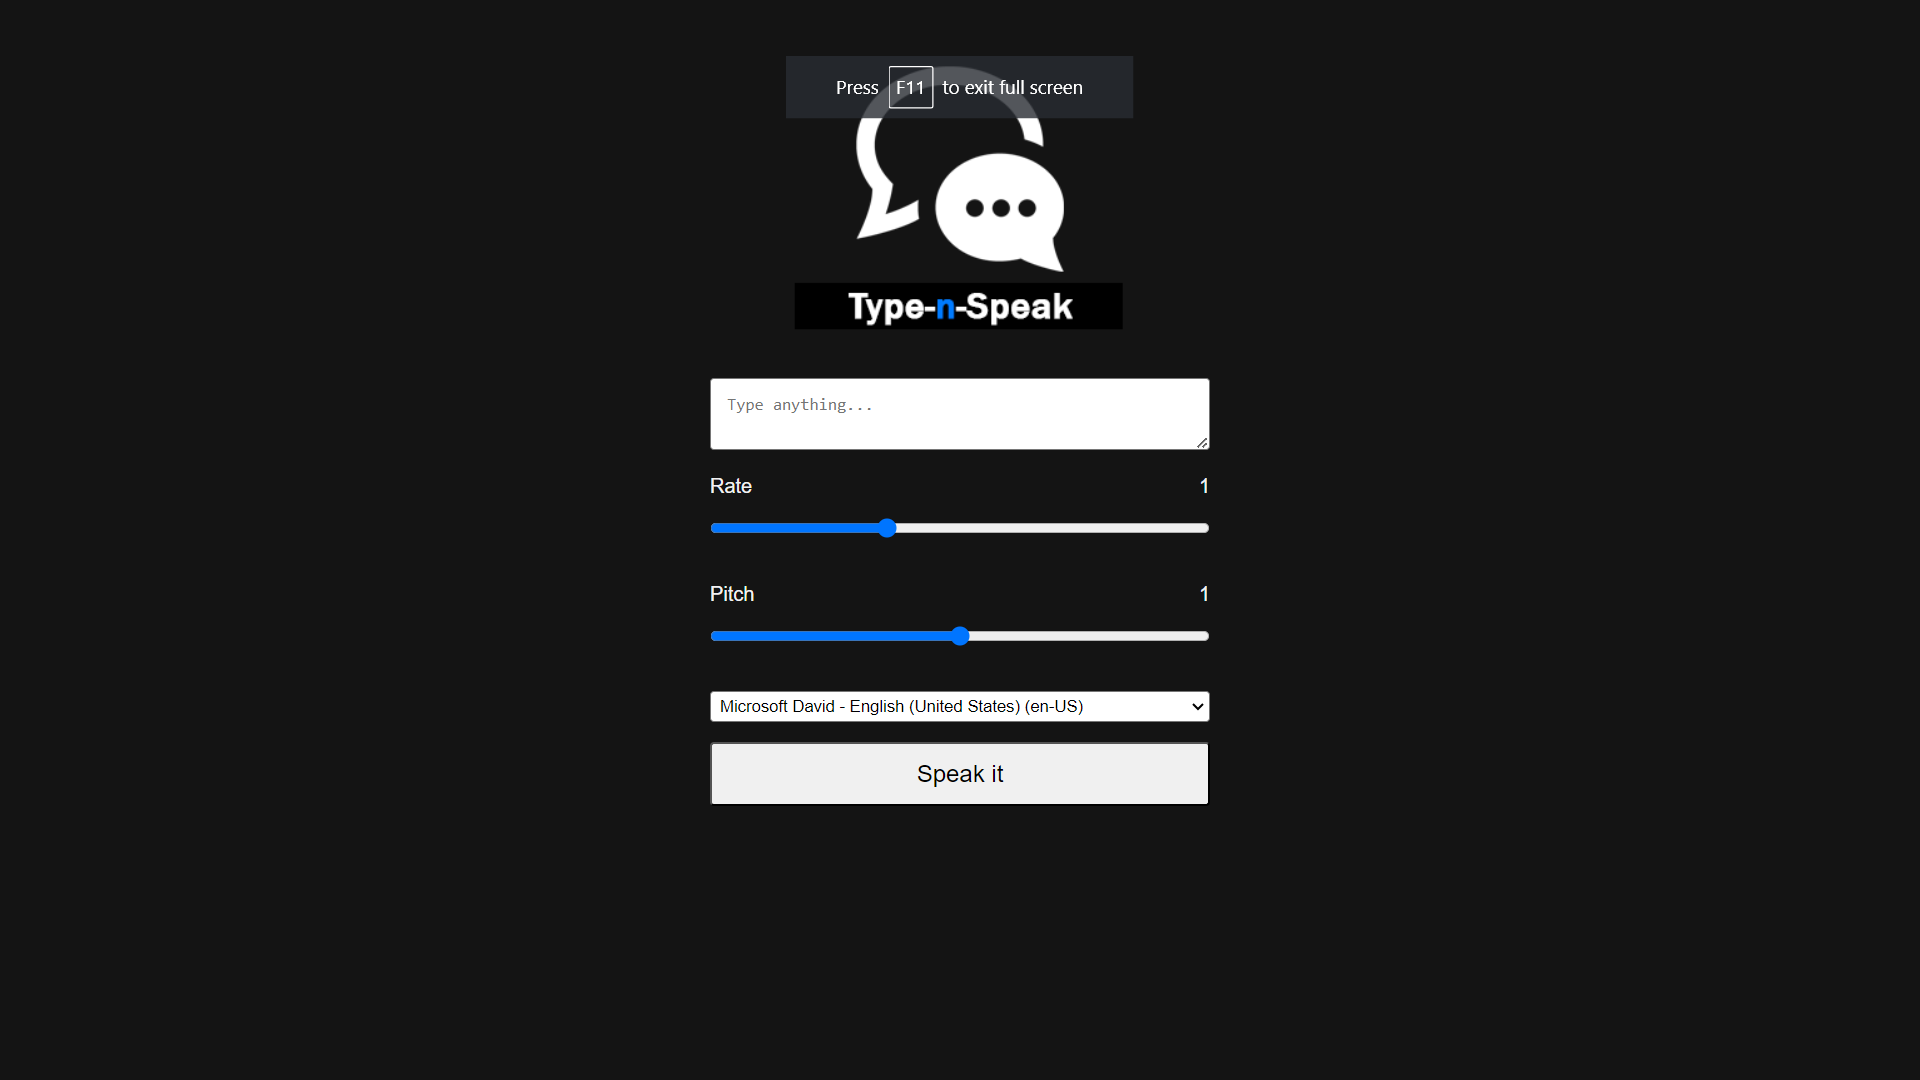 Press F11 to exit full screen
Type-n-Speak
Type anything...
Rate 1
Pitch 1
Microsoft David - English (United States) (en-US)
Speak it